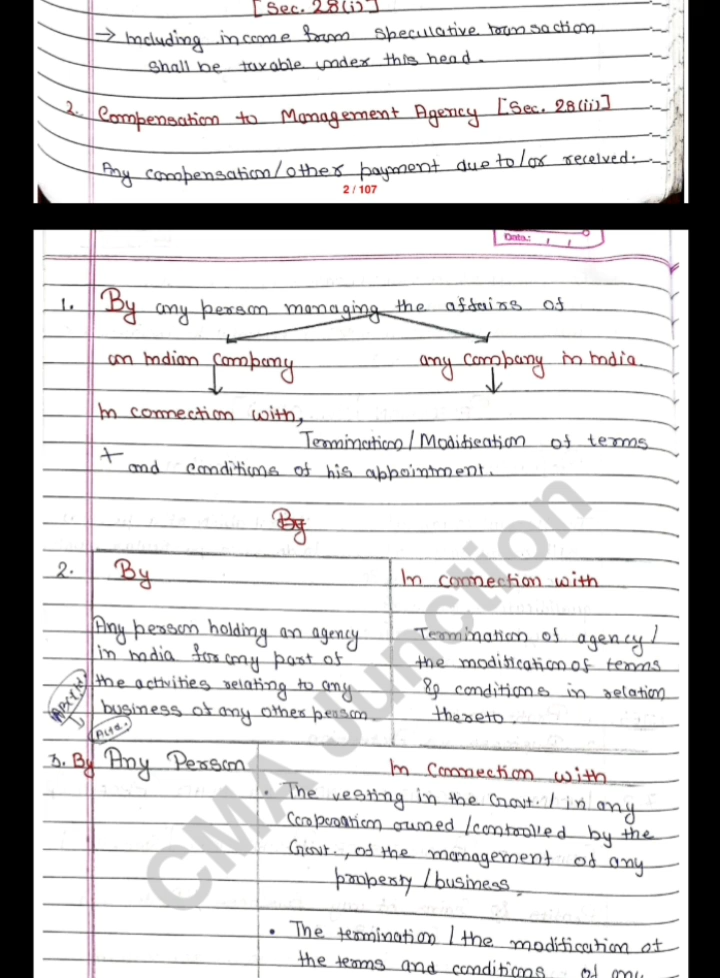 [Sec. 28(i)]
→ Including income from speculative transaction
shall be taxable under this head.
2. Compensation to Management Agency [Sec. 28(ii)]
Any compensation/other payment due to/or received:
2 / 107
Date: / /
1. By any person managing the affairs of
an Indian Company any Company in India.
In connection with,
Termination/Modification of terms
+ and conditions of his appointment.
By
2. By In connection with
Any person holding an agency Termination of agency/
in India for any part of the modification of terms
the activities relating to any & conditions in relation
business of any other person. thereto.
3. By Any Person In Connection with
• The vesting in the Govt. / in any
Corporation owned /controlled by the
Govt., of the management of any
property /business.
• The termination / the modification of
the terms and conditions of any
CMA Junction